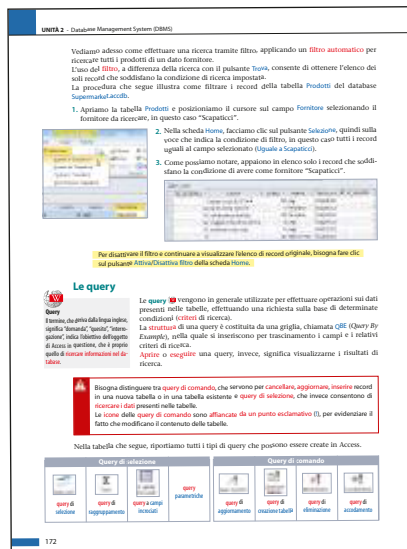 UNITÀ 2 - Database Management System (DBMS)
Vediamo adesso come effettuare una ricerca tramite filtro, applicando un filtro automatico per
ricercare tutti i prodotti di un dato fornitore.
L'uso del filtro, a differenza della ricerca con il pulsante Trova, consente di ottenere l'elenco dei
soli record che soddisfano la condizione di ricerca impostata.
La procedura che segue illustra come filtrare i record della tabella Prodotti del database
Supermarket.accdb.
1. Apriamo la tabella Prodotti e posizioniamo il cursore sul campo Fornitore selezionando il
fornitore da ricercare, in questo caso "Scapaticci".
2. Nella scheda Home, facciamo clic sul pulsante Selezione, quindi sulla
voce che indica la condizione di filtro, in questo caso tutti i record
uguali al campo selezionato (Uguale a Scapaticci).
3. Come possiamo notare, appaiono in elenco solo i record che soddi-
sfano la condizione di avere come fornitore "Scapaticci".
Per disattivare il filtro e continuare a visualizzare l'elenco di record originale, bisogna fare clic
sul pulsante Attiva/Disattiva filtro della scheda Home.
Le query
W
Query
Il termine, che deriva dalla lingua inglese,
significa "domanda", "quesito", "interro-
gazione", indica l'obiettivo dell'oggetto
di Access in questione, che è proprio
quello di ricercare informazioni nel da-
tabase.
Le query W vengono in generale utilizzate per effettuare operazioni sui dati
presenti nelle tabelle, effettuando una richiesta sulla base di determinate
condizioni (criteri di ricerca).
La struttura di una query è costituita da una griglia, chiamata QBE (Query By
Example), nella quale si inseriscono per trascinamento i campi e i relativi
criteri di ricerca.
Aprire o eseguire una query, invece, significa visualizzarne i risultati di
ricerca.
Bisogna distinguere tra query di comando, che servono per cancellare, aggiornare, inserire record
in una nuova tabella o in una tabella esistente e query di selezione, che invece consentono di
ricercare i dati presenti nelle tabelle.
Le icone delle query di comando sono affiancate da un punto esclamativo (!), per evidenziare il
fatto che modificano il contenuto delle tabelle.
Nella tabella che segue, riportiamo tutti i tipi di query che possono essere create in Access.
Query di selezione
Query di comando
query di
selezione
query di
raggruppamento
query a campi
incrociati
query
parametriche
query di
aggiornamento
query di
creazione tabella
query di
eliminazione
query di
accodamento
172